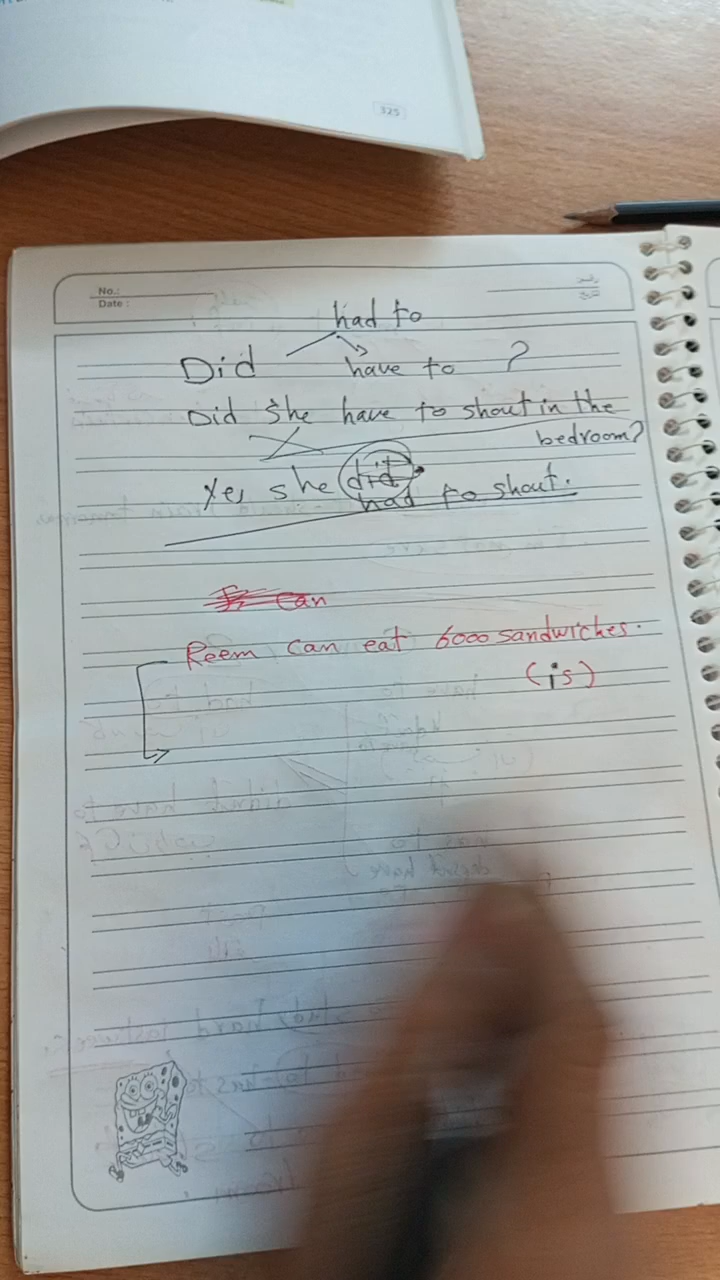 325
No.:
Date :
had to
Did have to ?
Did she have to shout in the
bedroom?
Yes she did.
had to shout.
can
Reem can eat 6000 sandwiches.
(is)